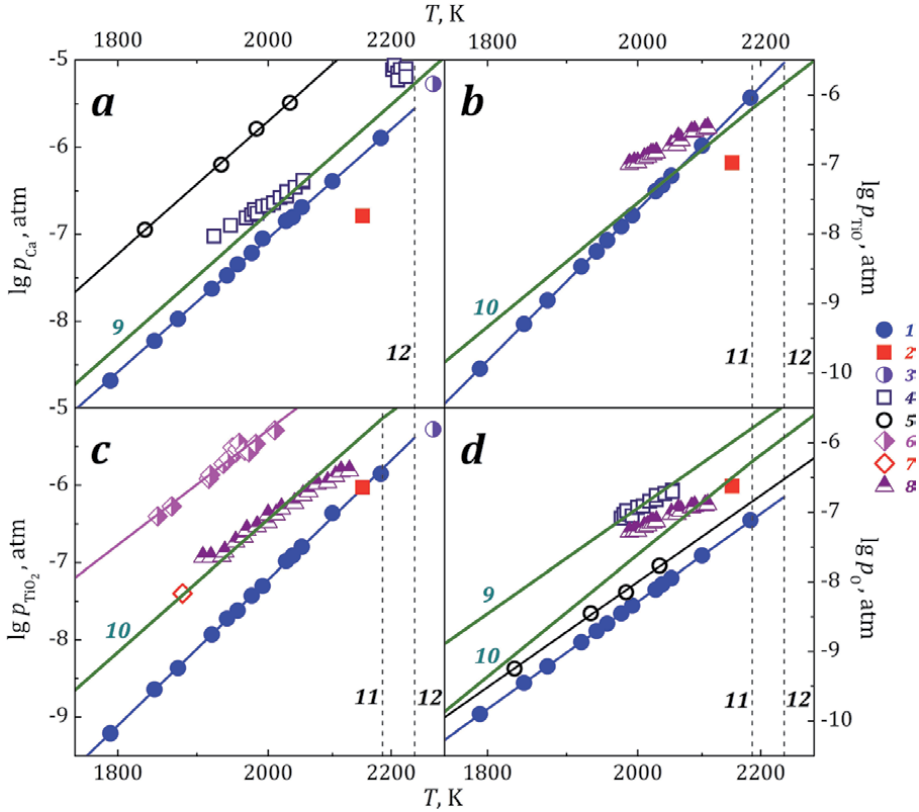 T, K
1800 2000 2200 1800 2000 2200
-5
-6
-7
-8
lg p_Ca, atm
a
9
12
b
10
11 12
-6
-7
-8
-9
-10
lg p_TiO, atm
1
2
3
4
5
6
7
8
c
10
11 12
-6
-7
-8
-9
lg p_TiO₂, atm
d
9
10
11 12
-6
-7
-8
-9
-10
lg p_O, atm
1800 2000 2200 1800 2000 2200
T, K